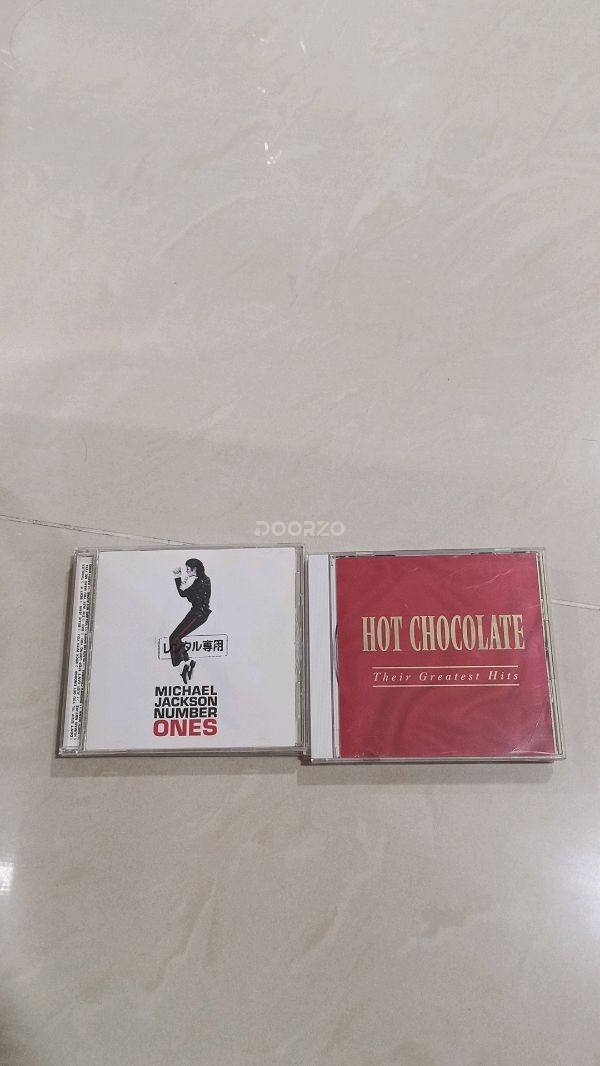 DOORZO
レンタル専用
MICHAEL
JACKSON
NUMBER
ONES
HOT CHOCOLATE
Their Greatest Hits